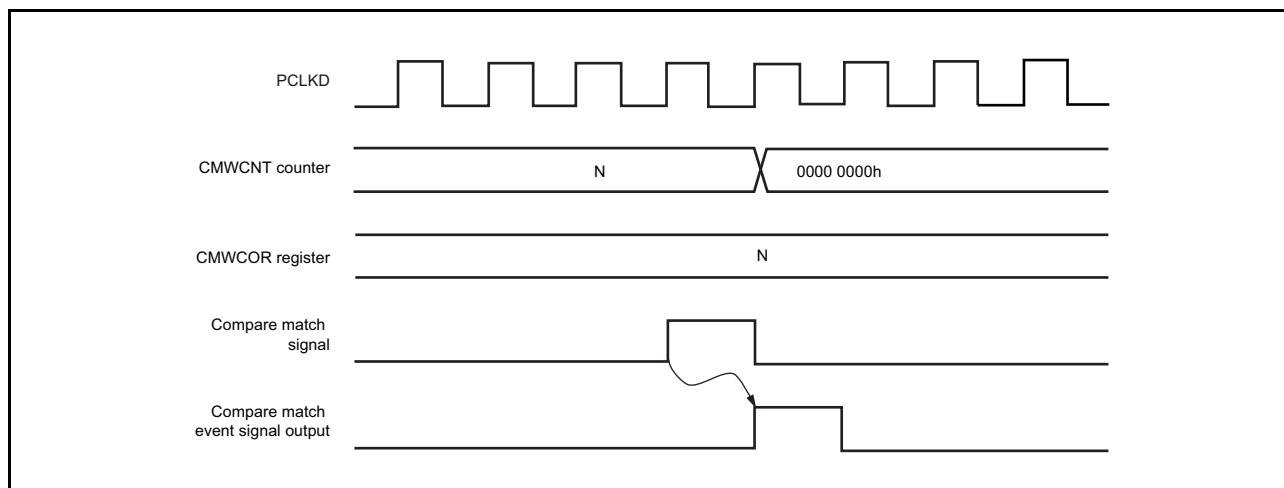 PCLKD
CMWCNT counter
N
0000 0000h
CMWCOR register
N
Compare match
signal
Compare match
event signal output